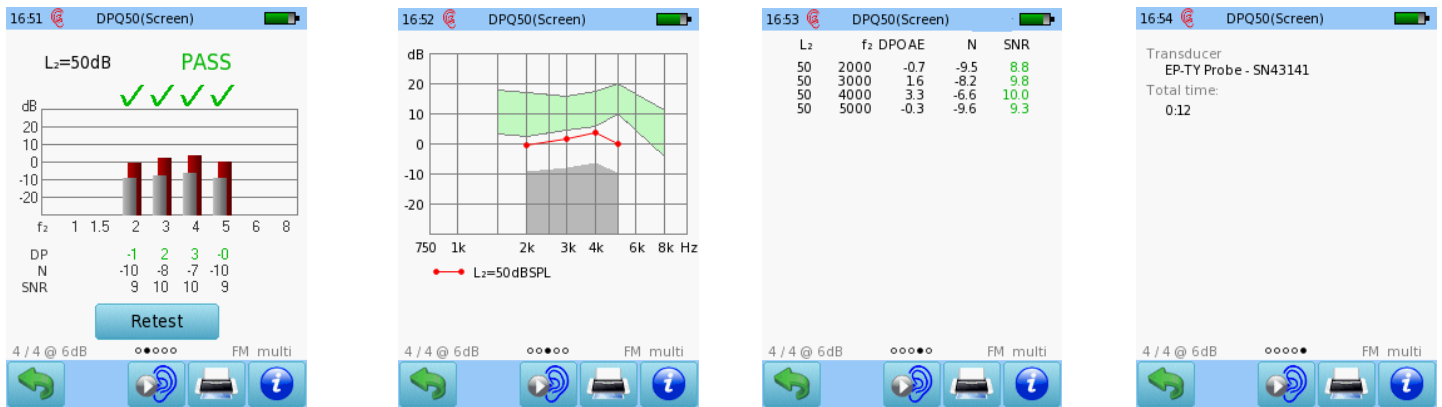 16:51 DPQ50(Screen)
L₂=50dB PASS
dB
20
10
0
-10
-20
f₂ 1 1.5 2 3 4 5 6 8
DP -1 2 3 -0
N -10 -8 -7 -10
SNR 9 10 10 9
Retest
4 / 4 @ 6dB FM multi
16:52 DPQ50(Screen)
dB
20
10
0
-10
-20
750 1k 2k 3k 4k 6k 8k Hz
L₂=50dBSPL
4 / 4 @ 6dB FM multi
16:53 DPQ50(Screen)
L₂ f₂ DPOAE N SNR
50 2000 -0.7 -9.5 8.8
50 3000 1.6 -8.2 9.8
50 4000 3.3 -6.6 10.0
50 5000 -0.3 -9.6 9.3
4 / 4 @ 6dB FM multi
16:54 DPQ50(Screen)
Transducer
EP-TY Probe - SN43141
Total time:
0:12
4 / 4 @ 6dB FM multi